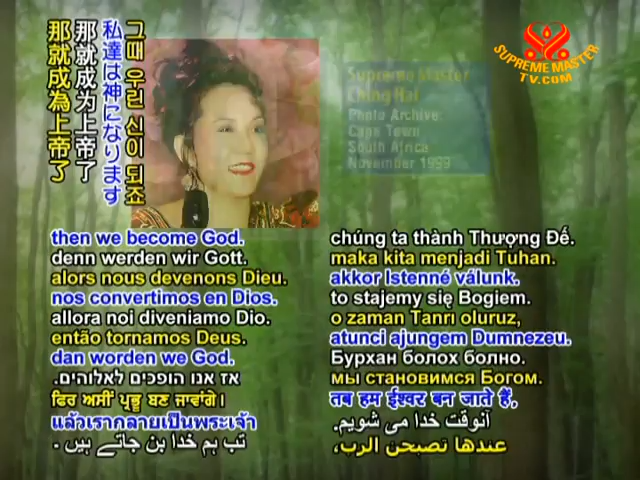 那就成為上帝了
那就成为上帝了
私達は神になります
그때 우린 신이 되죠
Supreme Master
Ching Hai
Photo Archive:
Cape Town
South Africa
November 1999
SUPREME MASTER
TV.COM
then we become God.
denn werden wir Gott.
alors nous devenons Dieu.
nos convertimos en Dios.
allora noi diveniamo Dio.
então tornamos Deus.
dan worden we God.
אז אנו הופכים לאלוהים.
ਫਿਰ ਅਸੀਂ ਪ੍ਰਭੂ ਬਣ ਜਾਵਾਂਗੇ।
แล้วเรากลายเป็นพระเจ้า
تب ہم خدا بن جاتے ہیں ۔
chúng ta thành Thượng Đế.
maka kita menjadi Tuhan.
akkor Istenné válunk.
to stajemy się Bogiem.
o zaman Tanrı oluruz,
atunci ajungem Dumnezeu.
Бурхан болох болно.
мы становимся Богом.
तब हम ईश्वर बन जाते हैं,
آنوقت خدا می شویم.
عندها نصبحن الرب،